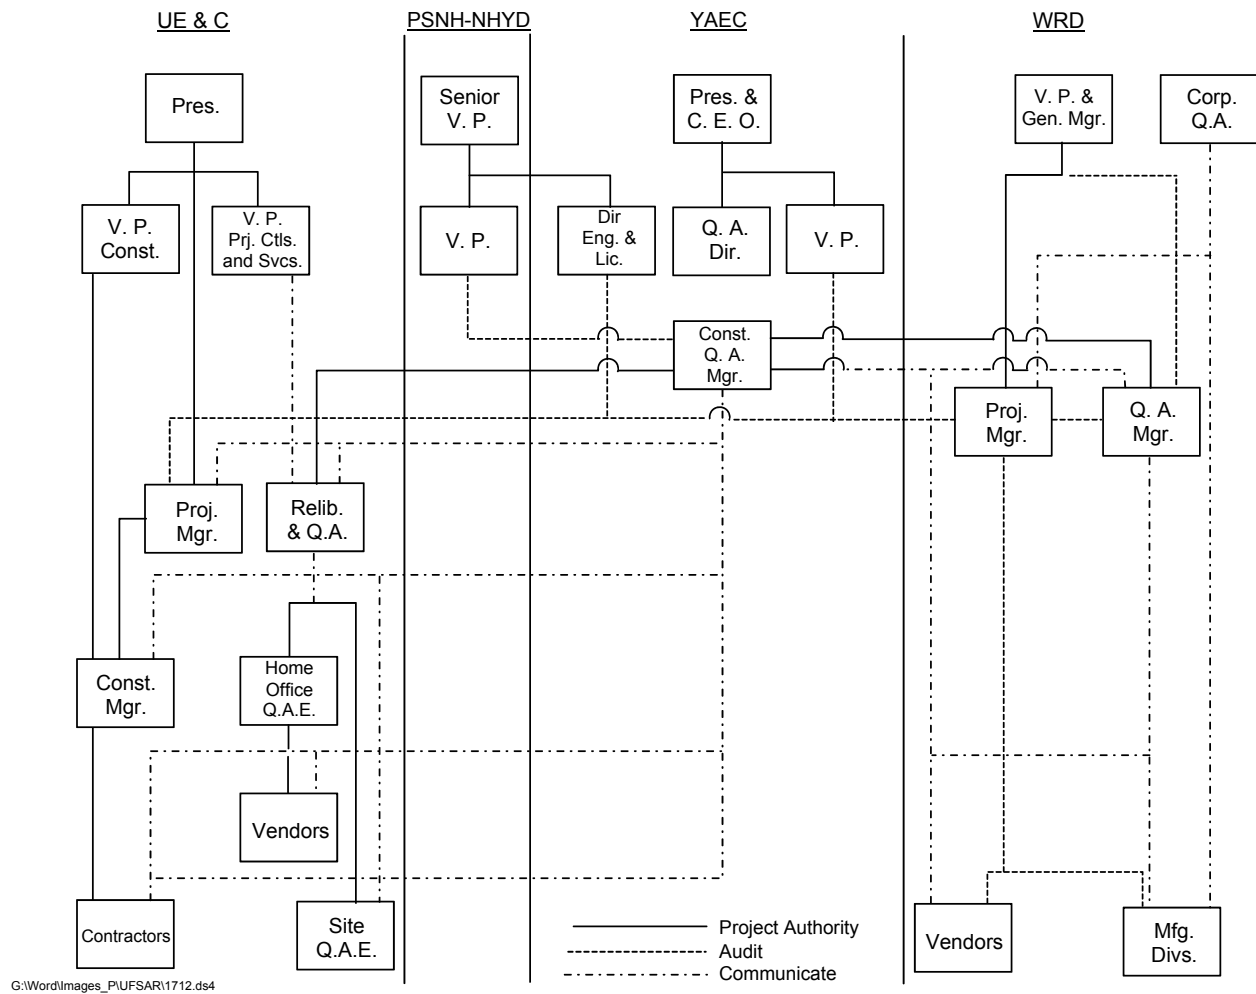 UE & C
PSNH-NHYD
YAEC
WRD
Pres.
Senior
V. P.
Pres. &
C. E. O.
V. P. &
Gen. Mgr.
Corp.
Q.A.
V. P.
Const.
V. P.
Prj. Ctls.
and Svcs.
V. P.
Dir
Eng. &
Lic.
Q. A.
Dir.
V. P.
Const.
Q. A.
Mgr.
Proj.
Mgr.
Q. A.
Mgr.
Proj.
Mgr.
Relib.
& Q.A.
Const.
Mgr.
Home
Office
Q.A.E.
Vendors
Contractors
Site
Q.A.E.
Project Authority
Audit
Communicate
Vendors
Mfg.
Divs.
G:\Word\Images_P\UFSAR\1712.ds4